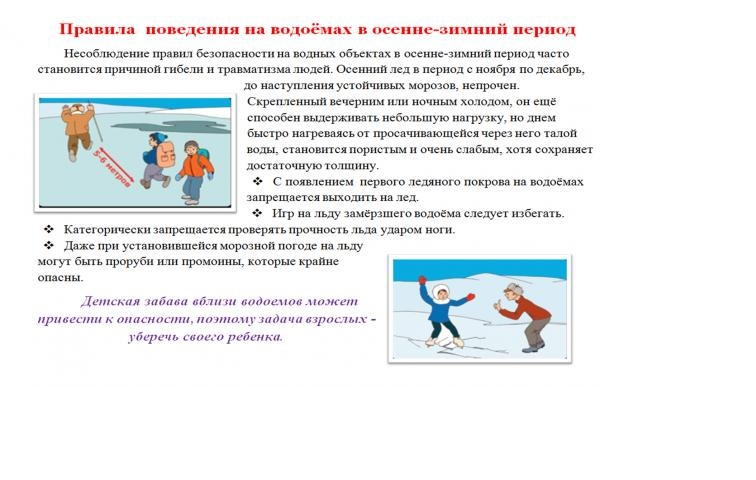 Правила поведения на водоёмах в осенне-зимний период
Несоблюдение правил безопасности на водных объектах в осенне-зимний период часто
становится причиной гибели и травматизма людей. Осенний лед в период с ноября по декабрь,
до наступления устойчивых морозов, непрочен.
Скрепленный вечерним или ночным холодом, он ещё
способен выдерживать небольшую нагрузку, но днем
быстро нагреваясь от просачивающейся через него талой
воды, становится пористым и очень слабым, хотя сохраняет
достаточную толщину.
5-6 метров
❖ С появлением первого ледяного покрова на водоёмах
запрещается выходить на лед.
❖ Игр на льду замёрзшего водоёма следует избегать.
❖ Категорически запрещается проверять прочность льда ударом ноги.
❖ Даже при установившейся морозной погоде на льду
могут быть проруби или промоины, которые крайне
опасны.
Детская забава вблизи водоемов может
привести к опасности, поэтому задача взрослых -
уберечь своего ребенка.